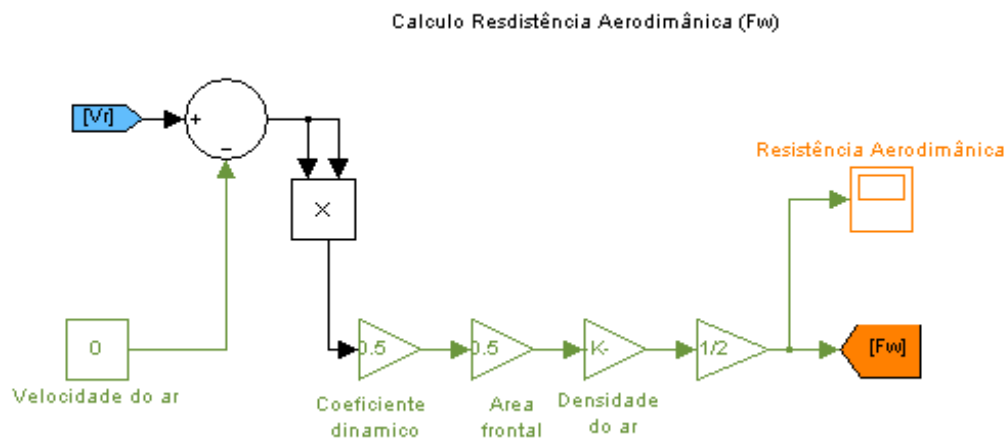 Calculo Resdistência Aerodimânica (Fw)
[Vr]
+
−
Resistência Aerodimânica
×
0
0.5
0.5
-K-
1/2
[Fw]
Velocidade do ar
Coeficiente
dinamico
Area
frontal
Densidade
do ar